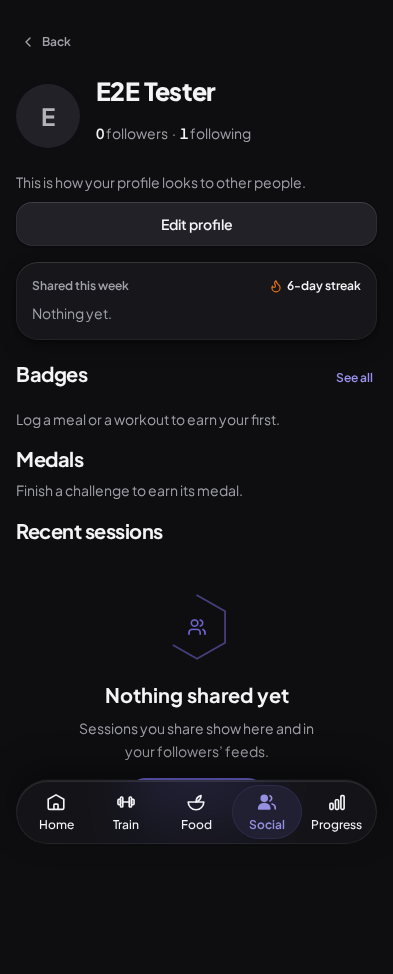 Back
E
E2E Tester
0 followers · 1 following
This is how your profile looks to other people.
Edit profile
Shared this week
6-day streak
Nothing yet.
Badges
See all
Log a meal or a workout to earn your first.
Medals
Finish a challenge to earn its medal.
Recent sessions
Nothing shared yet
Sessions you share show here and in
your followers’ feeds.
Home
Train
Food
Social
Progress